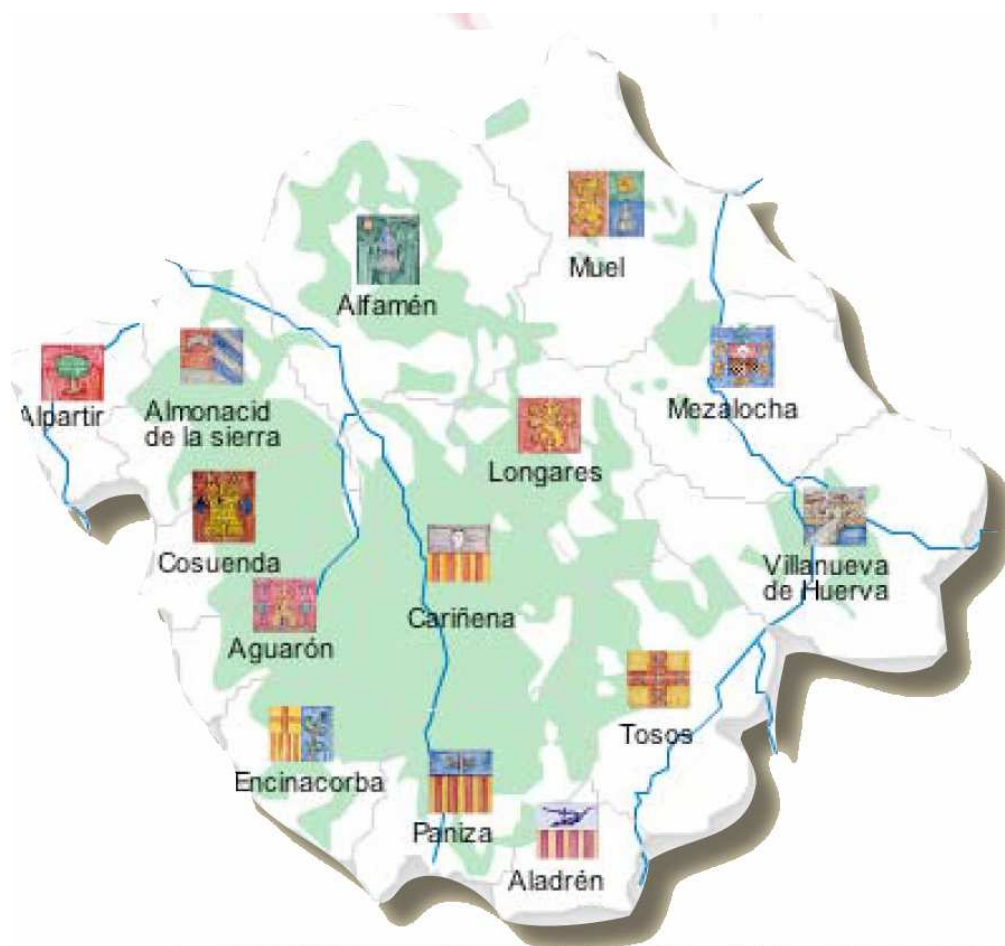 Muel
Alfamén
Alpartir
Almonacid
de la sierra
Mezalocha
Longares
Cosuenda
Villanueva
de Huerva
Cariñena
Aguarón
Tosos
Encinacorba
Paniza
Aladrén